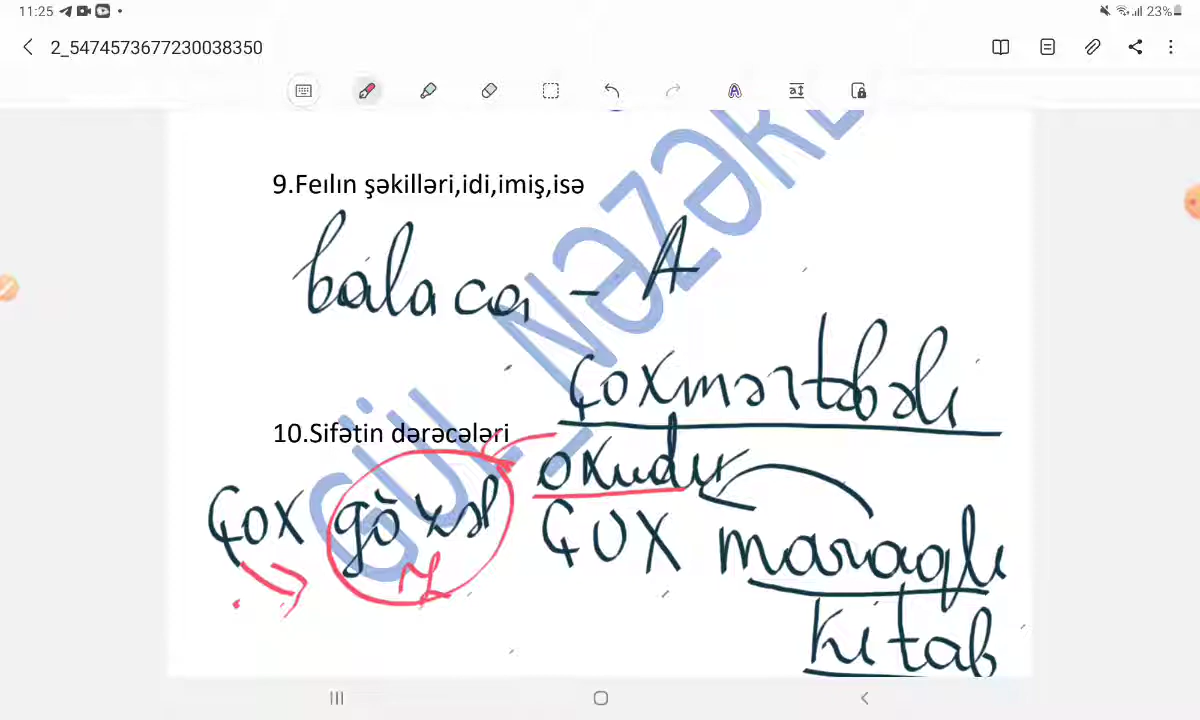 11:25
23%
2_5474573677230038350
GÜL_NƏZƏRL
9.Feılın şəkilləri,idi,imiş,isə
balaca - A
çoxmərtəbəli
10.Sifətin dərəcələri
oxudu
Çox gözəl
Çox maraqlı
kitab